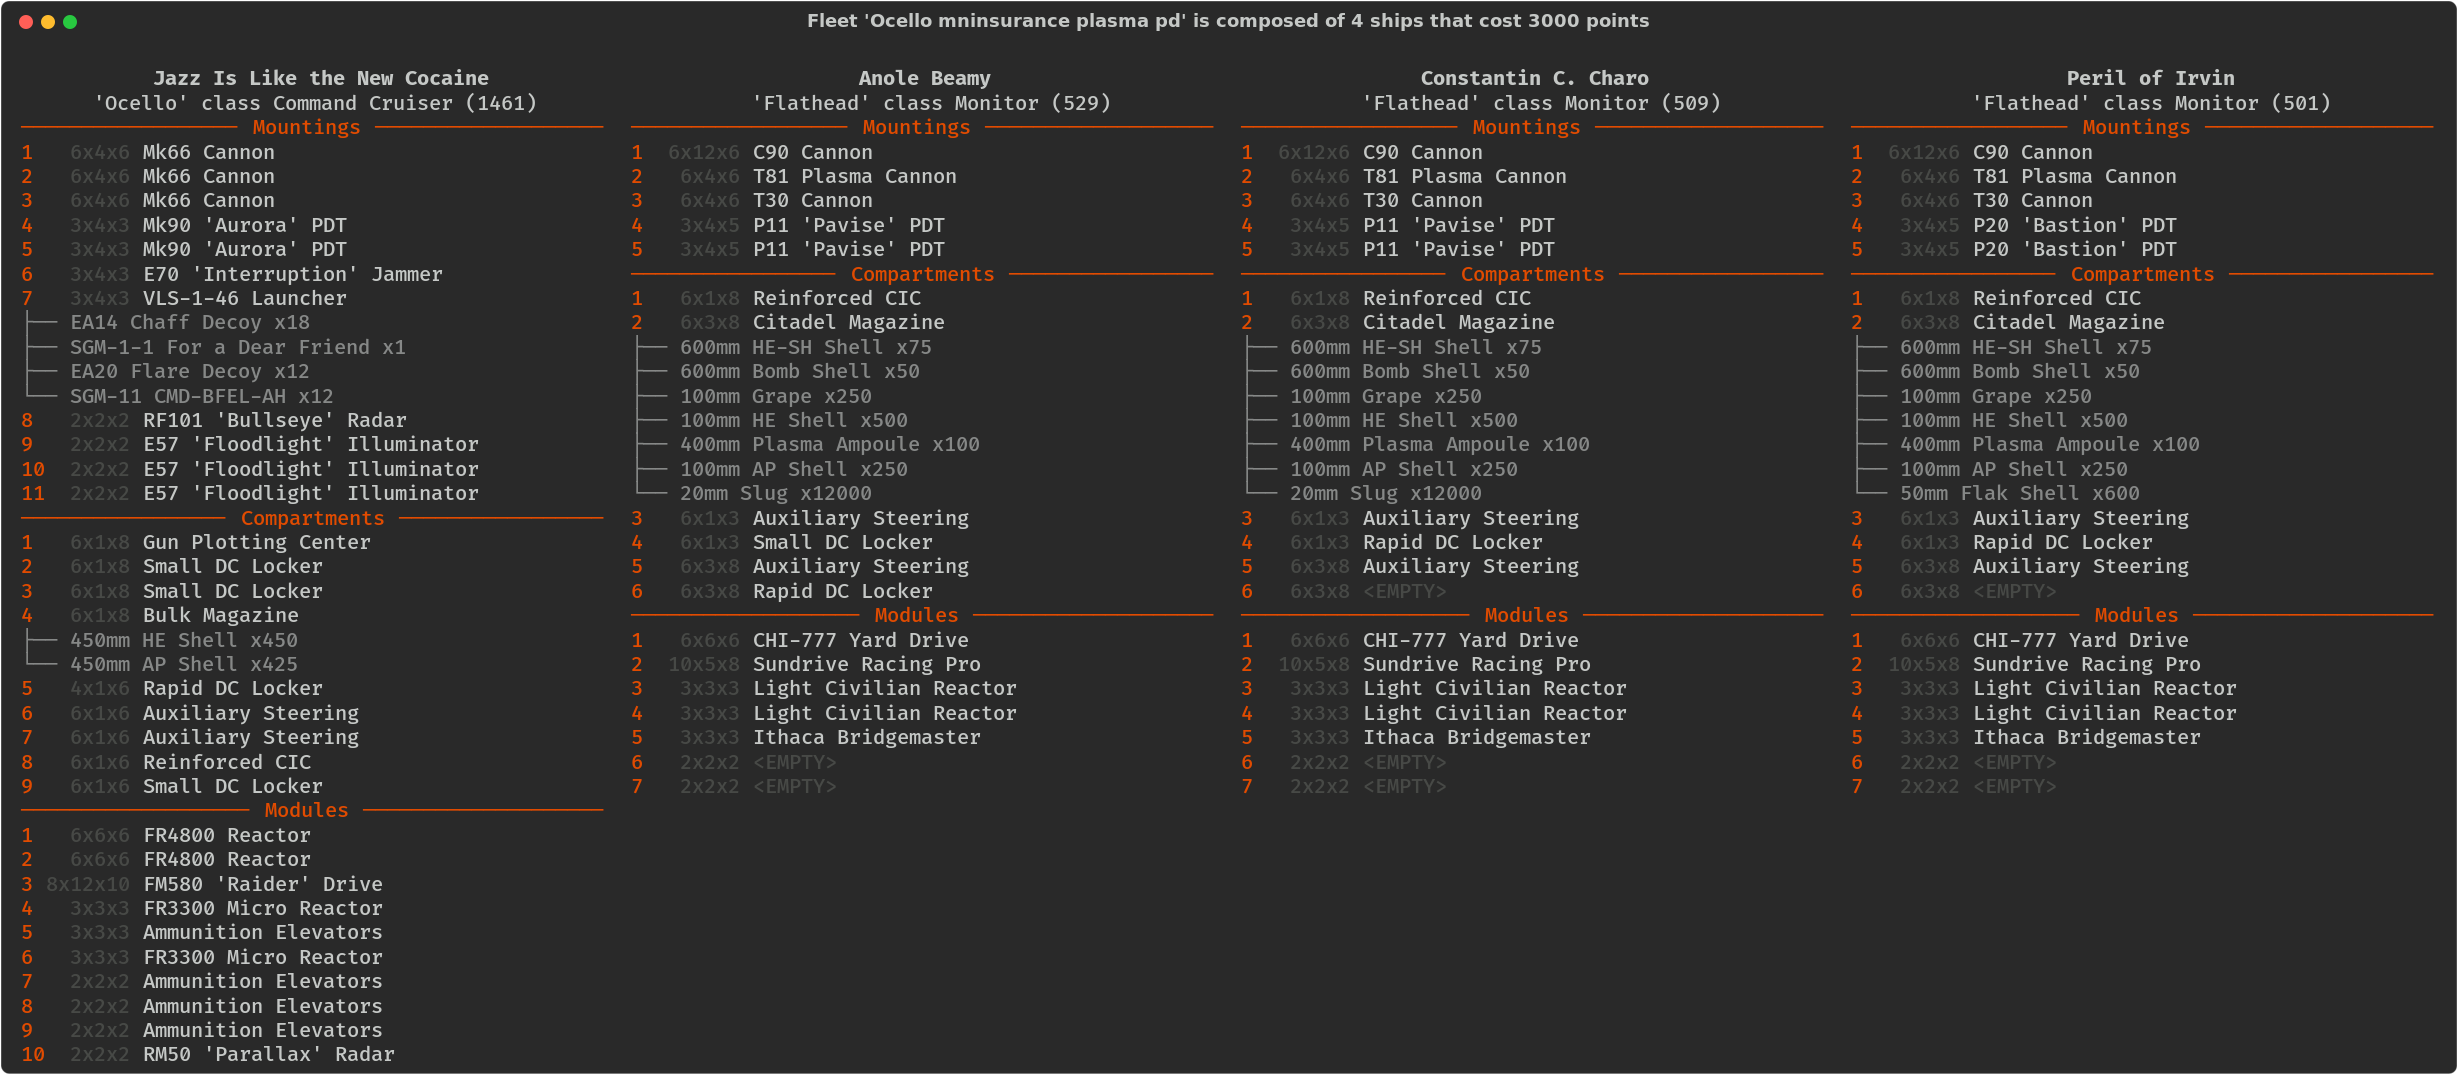 Fleet 'Ocello mninsurance plasma pd' is composed of 4 ships that cost 3000 points
Jazz Is Like the New Cocaine
'Ocello' class Command Cruiser (1461)
Mountings
1 6x4x6 Mk66 Cannon
2 6x4x6 Mk66 Cannon
3 6x4x6 Mk66 Cannon
4 3x4x3 Mk90 'Aurora' PDT
5 3x4x3 Mk90 'Aurora' PDT
6 3x4x3 E70 'Interruption' Jammer
7 3x4x3 VLS-1-46 Launcher
EA14 Chaff Decoy x18
SGM-1-1 For a Dear Friend x1
EA20 Flare Decoy x12
SGM-11 CMD-BFEL-AH x12
8 2x2x2 RF101 'Bullseye' Radar
9 2x2x2 E57 'Floodlight' Illuminator
10 2x2x2 E57 'Floodlight' Illuminator
11 2x2x2 E57 'Floodlight' Illuminator
Compartments
1 6x1x8 Gun Plotting Center
2 6x1x8 Small DC Locker
3 6x1x8 Small DC Locker
4 6x1x8 Bulk Magazine
450mm HE Shell x450
450mm AP Shell x425
5 4x1x6 Rapid DC Locker
6 6x1x6 Auxiliary Steering
7 6x1x6 Auxiliary Steering
8 6x1x6 Reinforced CIC
9 6x1x6 Small DC Locker
Modules
1 6x6x6 FR4800 Reactor
2 6x6x6 FR4800 Reactor
3 8x12x10 FM580 'Raider' Drive
4 3x3x3 FR3300 Micro Reactor
5 3x3x3 Ammunition Elevators
6 3x3x3 FR3300 Micro Reactor
7 2x2x2 Ammunition Elevators
8 2x2x2 Ammunition Elevators
9 2x2x2 Ammunition Elevators
10 2x2x2 RM50 'Parallax' Radar
Anole Beamy
'Flathead' class Monitor (529)
Mountings
1 6x12x6 C90 Cannon
2 6x4x6 T81 Plasma Cannon
3 6x4x6 T30 Cannon
4 3x4x5 P11 'Pavise' PDT
5 3x4x5 P11 'Pavise' PDT
Compartments
1 6x1x8 Reinforced CIC
2 6x3x8 Citadel Magazine
600mm HE-SH Shell x75
600mm Bomb Shell x50
100mm Grape x250
100mm HE Shell x500
400mm Plasma Ampoule x100
100mm AP Shell x250
20mm Slug x12000
3 6x1x3 Auxiliary Steering
4 6x1x3 Small DC Locker
5 6x3x8 Auxiliary Steering
6 6x3x8 Rapid DC Locker
Modules
1 6x6x6 CHI-777 Yard Drive
2 10x5x8 Sundrive Racing Pro
3 3x3x3 Light Civilian Reactor
4 3x3x3 Light Civilian Reactor
5 3x3x3 Ithaca Bridgemaster
6 2x2x2 <EMPTY>
7 2x2x2 <EMPTY>
Constantin C. Charo
'Flathead' class Monitor (509)
Mountings
1 6x12x6 C90 Cannon
2 6x4x6 T81 Plasma Cannon
3 6x4x6 T30 Cannon
4 3x4x5 P11 'Pavise' PDT
5 3x4x5 P11 'Pavise' PDT
Compartments
1 6x1x8 Reinforced CIC
2 6x3x8 Citadel Magazine
600mm HE-SH Shell x75
600mm Bomb Shell x50
100mm Grape x250
100mm HE Shell x500
400mm Plasma Ampoule x100
100mm AP Shell x250
20mm Slug x12000
3 6x1x3 Auxiliary Steering
4 6x1x3 Rapid DC Locker
5 6x3x8 Auxiliary Steering
6 6x3x8 <EMPTY>
Modules
1 6x6x6 CHI-777 Yard Drive
2 10x5x8 Sundrive Racing Pro
3 3x3x3 Light Civilian Reactor
4 3x3x3 Light Civilian Reactor
5 3x3x3 Ithaca Bridgemaster
6 2x2x2 <EMPTY>
7 2x2x2 <EMPTY>
Peril of Irvin
'Flathead' class Monitor (501)
Mountings
1 6x12x6 C90 Cannon
2 6x4x6 T81 Plasma Cannon
3 6x4x6 T30 Cannon
4 3x4x5 P20 'Bastion' PDT
5 3x4x5 P20 'Bastion' PDT
Compartments
1 6x1x8 Reinforced CIC
2 6x3x8 Citadel Magazine
600mm HE-SH Shell x75
600mm Bomb Shell x50
100mm Grape x250
100mm HE Shell x500
400mm Plasma Ampoule x100
100mm AP Shell x250
50mm Flak Shell x600
3 6x1x3 Auxiliary Steering
4 6x1x3 Rapid DC Locker
5 6x3x8 Auxiliary Steering
6 6x3x8 <EMPTY>
Modules
1 6x6x6 CHI-777 Yard Drive
2 10x5x8 Sundrive Racing Pro
3 3x3x3 Light Civilian Reactor
4 3x3x3 Light Civilian Reactor
5 3x3x3 Ithaca Bridgemaster
6 2x2x2 <EMPTY>
7 2x2x2 <EMPTY>